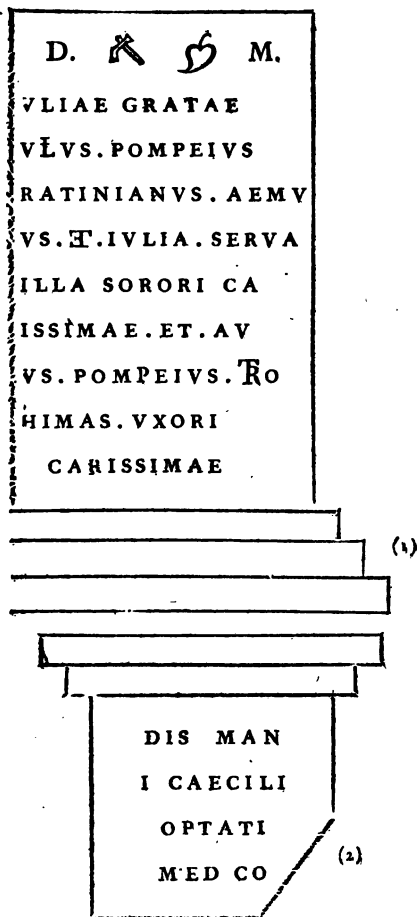 D. M.
VLIAE GRATAE
VLVS. POMPEIVS
RATINIANVS. AEMV
VS. ET. IVLIA. SERVA
ILLA SORORI CA
ISSIMAE. ET. AV
VS. POMPEIVS. TRO
HIMAS. VXORI
CARISSIMAE
(1)
DIS MAN
I CAECILI
OPTATI
MED CO
(2)